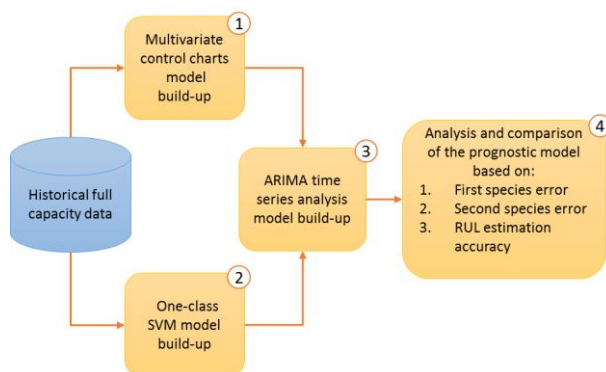 1
Multivariate
control charts
model
build-up
Historical full
capacity data
2
One-class
SVM model
build-up
3
ARIMA time
series analysis
model build-up
4
Analysis and comparison
of the prognostic model
based on:
1. First species error
2. Second species error
3. RUL estimation
accuracy